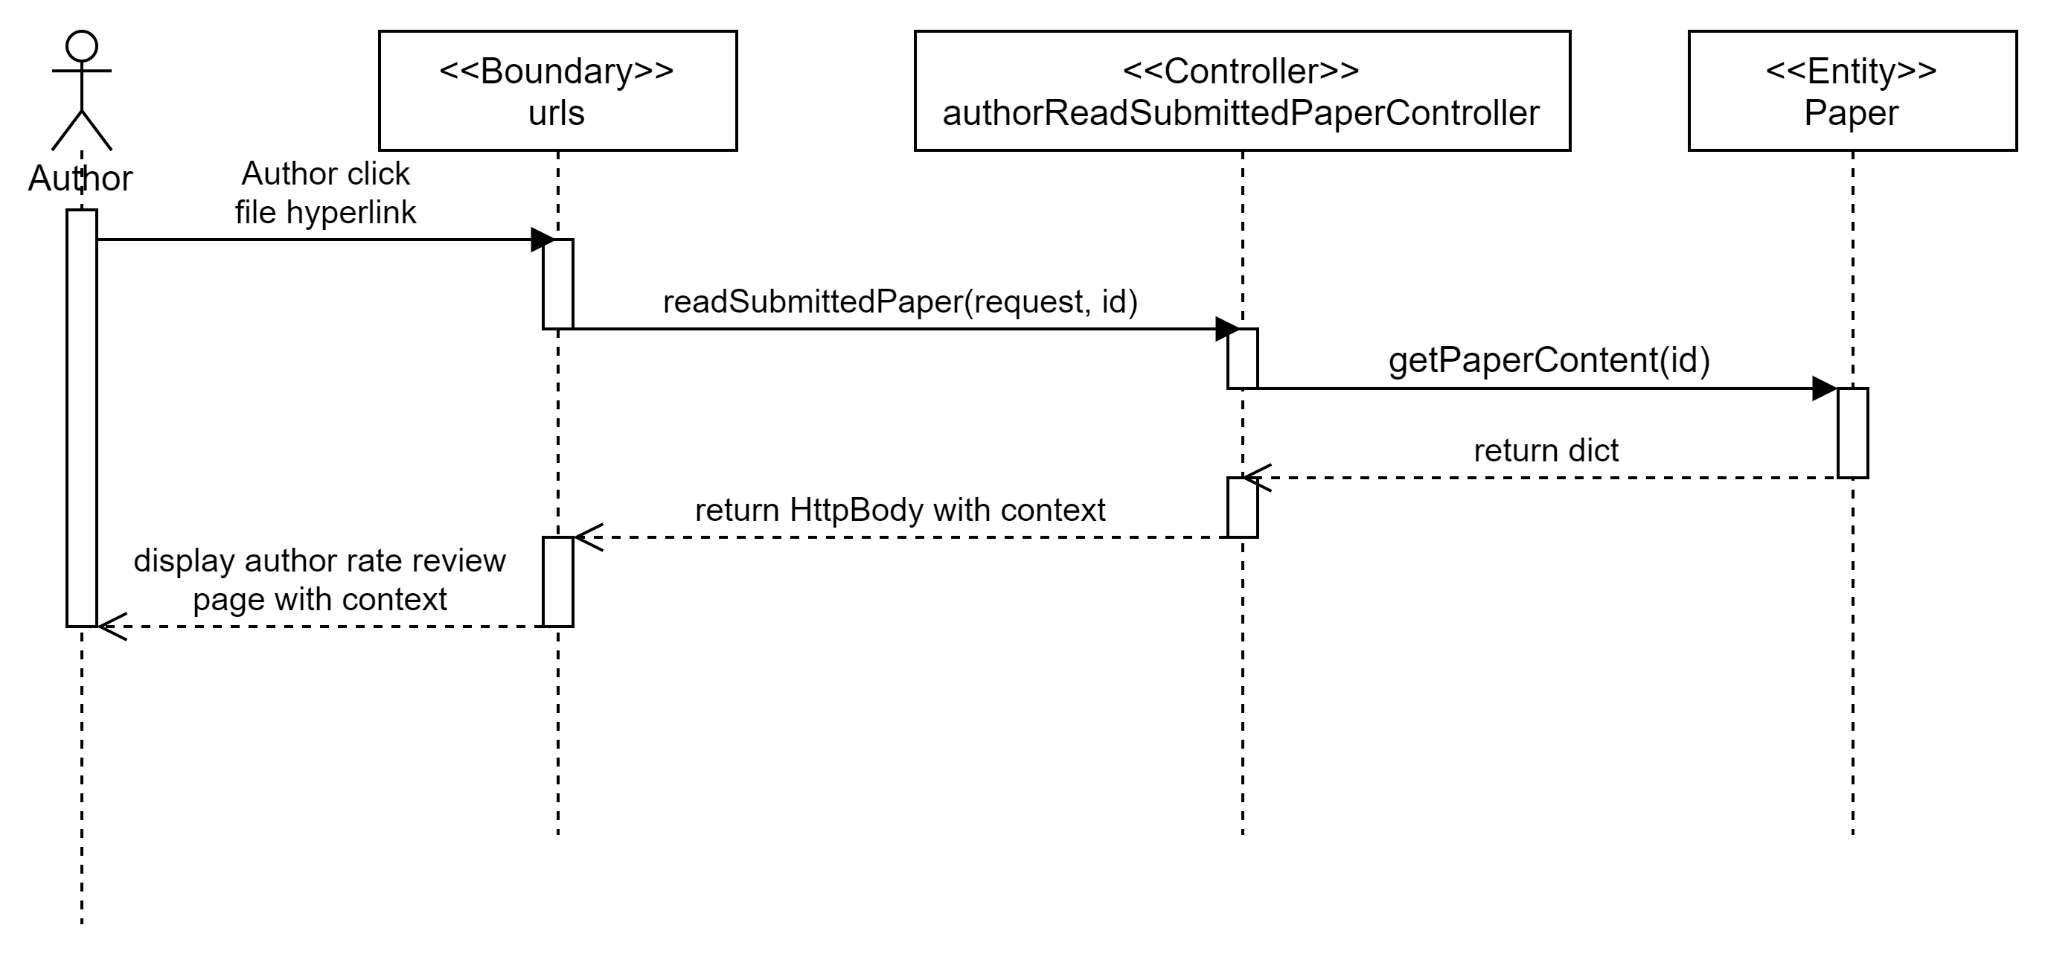 <<Boundary>>
urls
<<Controller>>
authorReadSubmittedPaperController
<<Entity>>
Paper
Author
Author click
file hyperlink
readSubmittedPaper(request, id)
getPaperContent(id)
return dict
return HttpBody with context
display author rate review
page with context